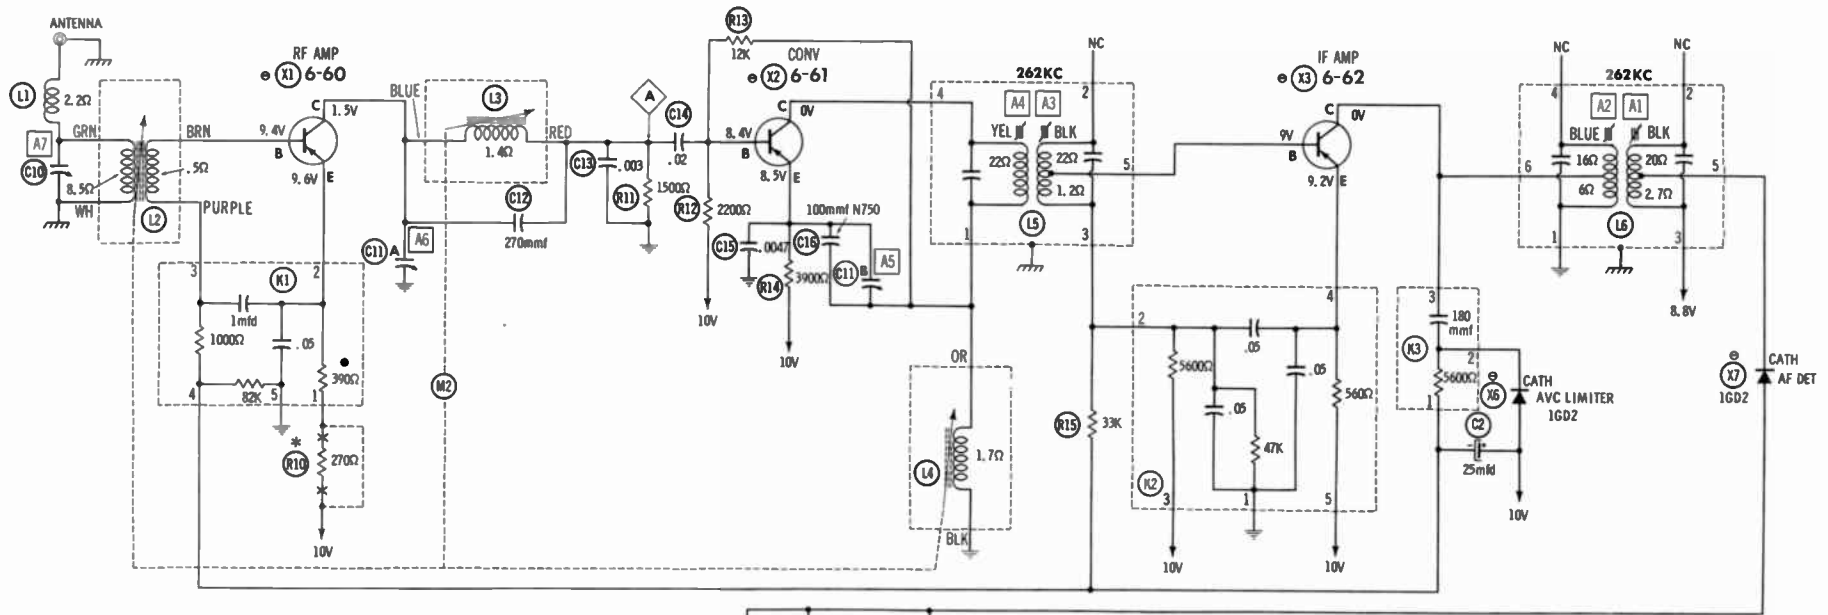 ANTENNA
L1
2.2Ω
A7
GRN
C10
8.5Ω
WH
L2
.5Ω
BRN
PURPLE
RF AMP
⊖ X1 6-60
C
1.5V
9.4V
B
9.6V
E
BLUE
L3
1.4Ω
RED
C12
270mmf
C11 A
A6
A
C13
.003
R11
1500Ω
C14
.02
R12
2200Ω
10V
R13
12K
CONV
⊖ X2 6-61
C
0V
8.4V
B
8.5V
E
100mmf N750
C15
.0047
C16
R14
3900Ω
C11 B
A5
10V
3
K1
2
1mfd
1000Ω
.05
390Ω
4
82K
5
1
*
R10
270Ω
10V
M2
262KC
4
A4
A3
2
NC
YEL
BLK
22Ω
22Ω
5
1.2Ω
L5
1
3
OR
L4
1.7Ω
BLK
R15
33K
IF AMP
⊖ X3 6-62
C
0V
9V
B
9.2V
E
2
4
5600Ω
.05
.05
.05
560Ω
47K
K2
3
1
5
10V
10V
NC
NC
262KC
4
A2
A1
2
BLUE
BLK
16Ω
20Ω
6
5
6Ω
2.7Ω
L6
1
3
8.8V
3
180
mmf
K3
2
5600Ω
1
⊖
X6
CATH
AVC LIMITER
1GD2
C2
25mfd
10V
⊖
X7
1GD2
CATH
AF DET